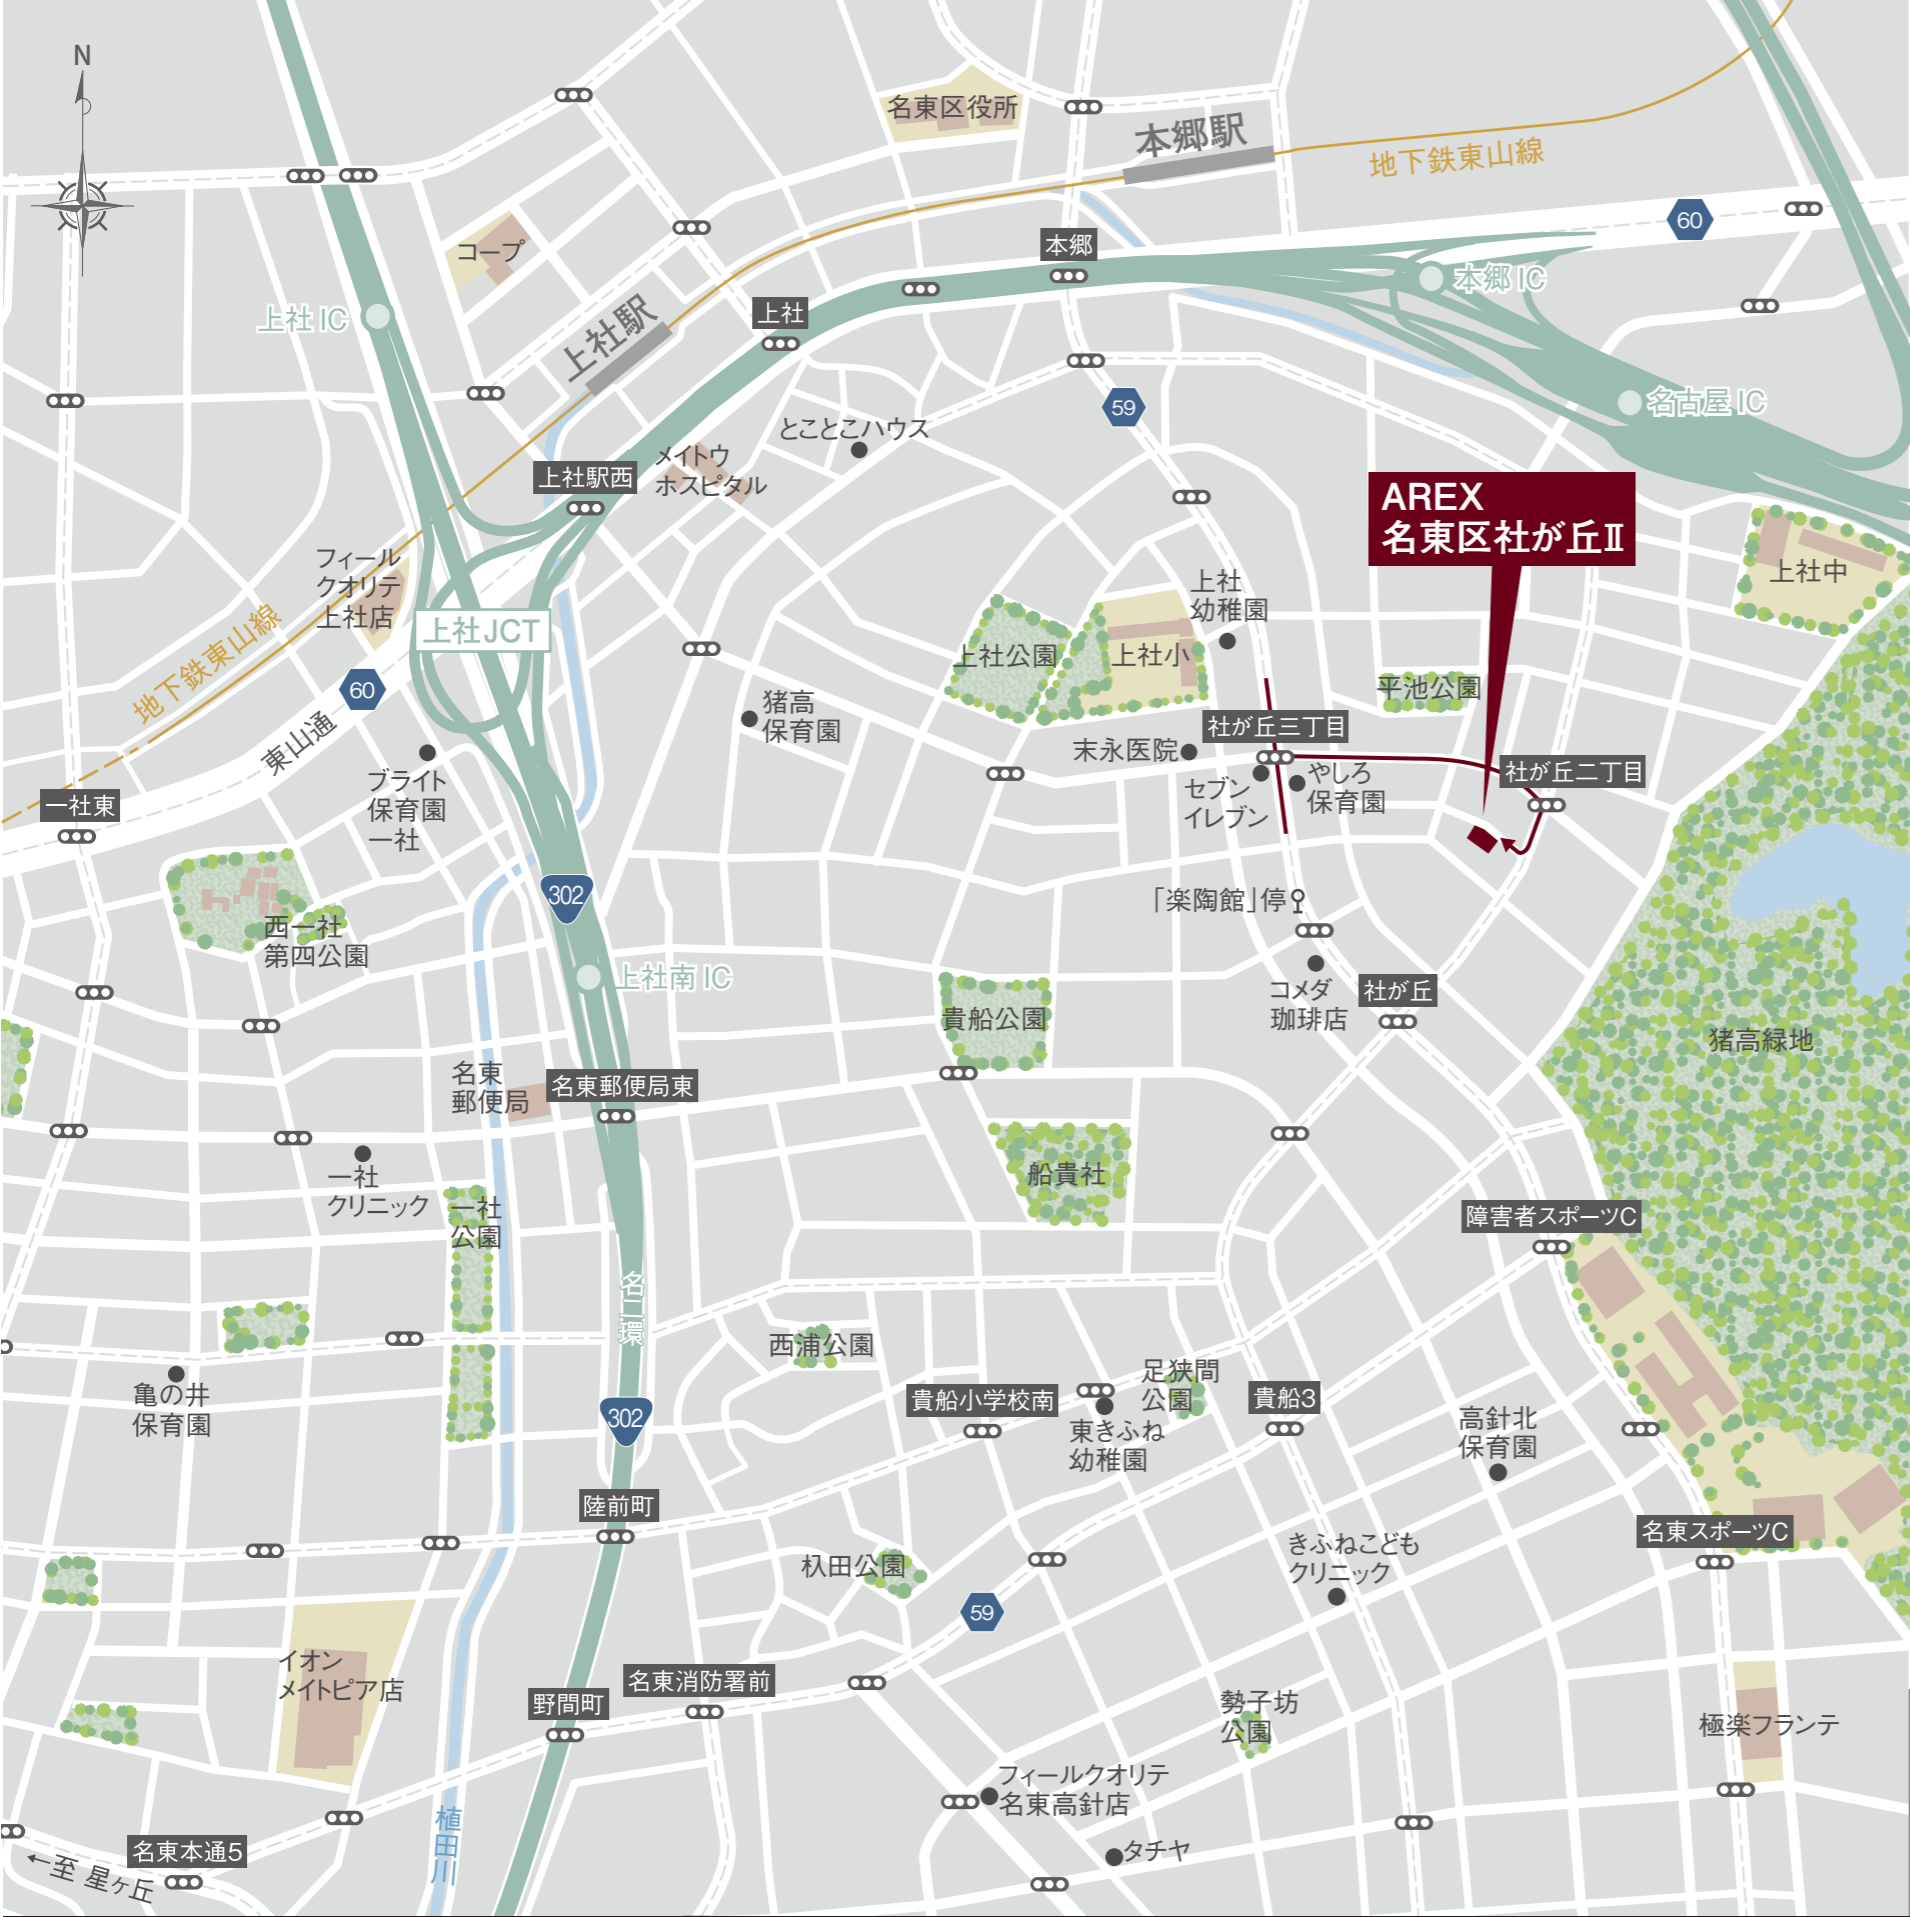 N
名東区役所
本郷駅
地下鉄東山線
60
コープ
本郷
本郷 IC
上社 IC
上社駅
上社
名古屋 IC
59
とことこハウス
メイトウ
ホスピタル
上社駅西
AREX
名東区社が丘Ⅱ
フィール
クオリテ
上社店
上社JCT
上社
幼稚園
上社中
地下鉄東山線
60
東山通
上社公園
上社小
平池公園
猪高
保育園
社が丘三丁目
末永医院
セブン
イレブン
やしろ
保育園
社が丘二丁目
一社東
ブライト
保育園
一社
302
「楽陶館」停
西一社
第四公園
上社南 IC
貴船公園
コメダ
珈琲店
社が丘
猪高緑地
名東
郵便局
名東郵便局東
一社
クリニック
一社
公園
船貴社
障害者スポーツC
名二環
西浦公園
足狭間
公園
貴船小学校南
東きふね
幼稚園
貴船3
高針北
保育園
亀の井
保育園
302
陸前町
杁田公園
きふねこども
クリニック
名東スポーツC
59
イオン
メイトピア店
名東消防署前
野間町
勢子坊
公園
極楽フランテ
フィールクオリテ
名東高針店
植田川
名東本通5
タチヤ
←至 星ヶ丘